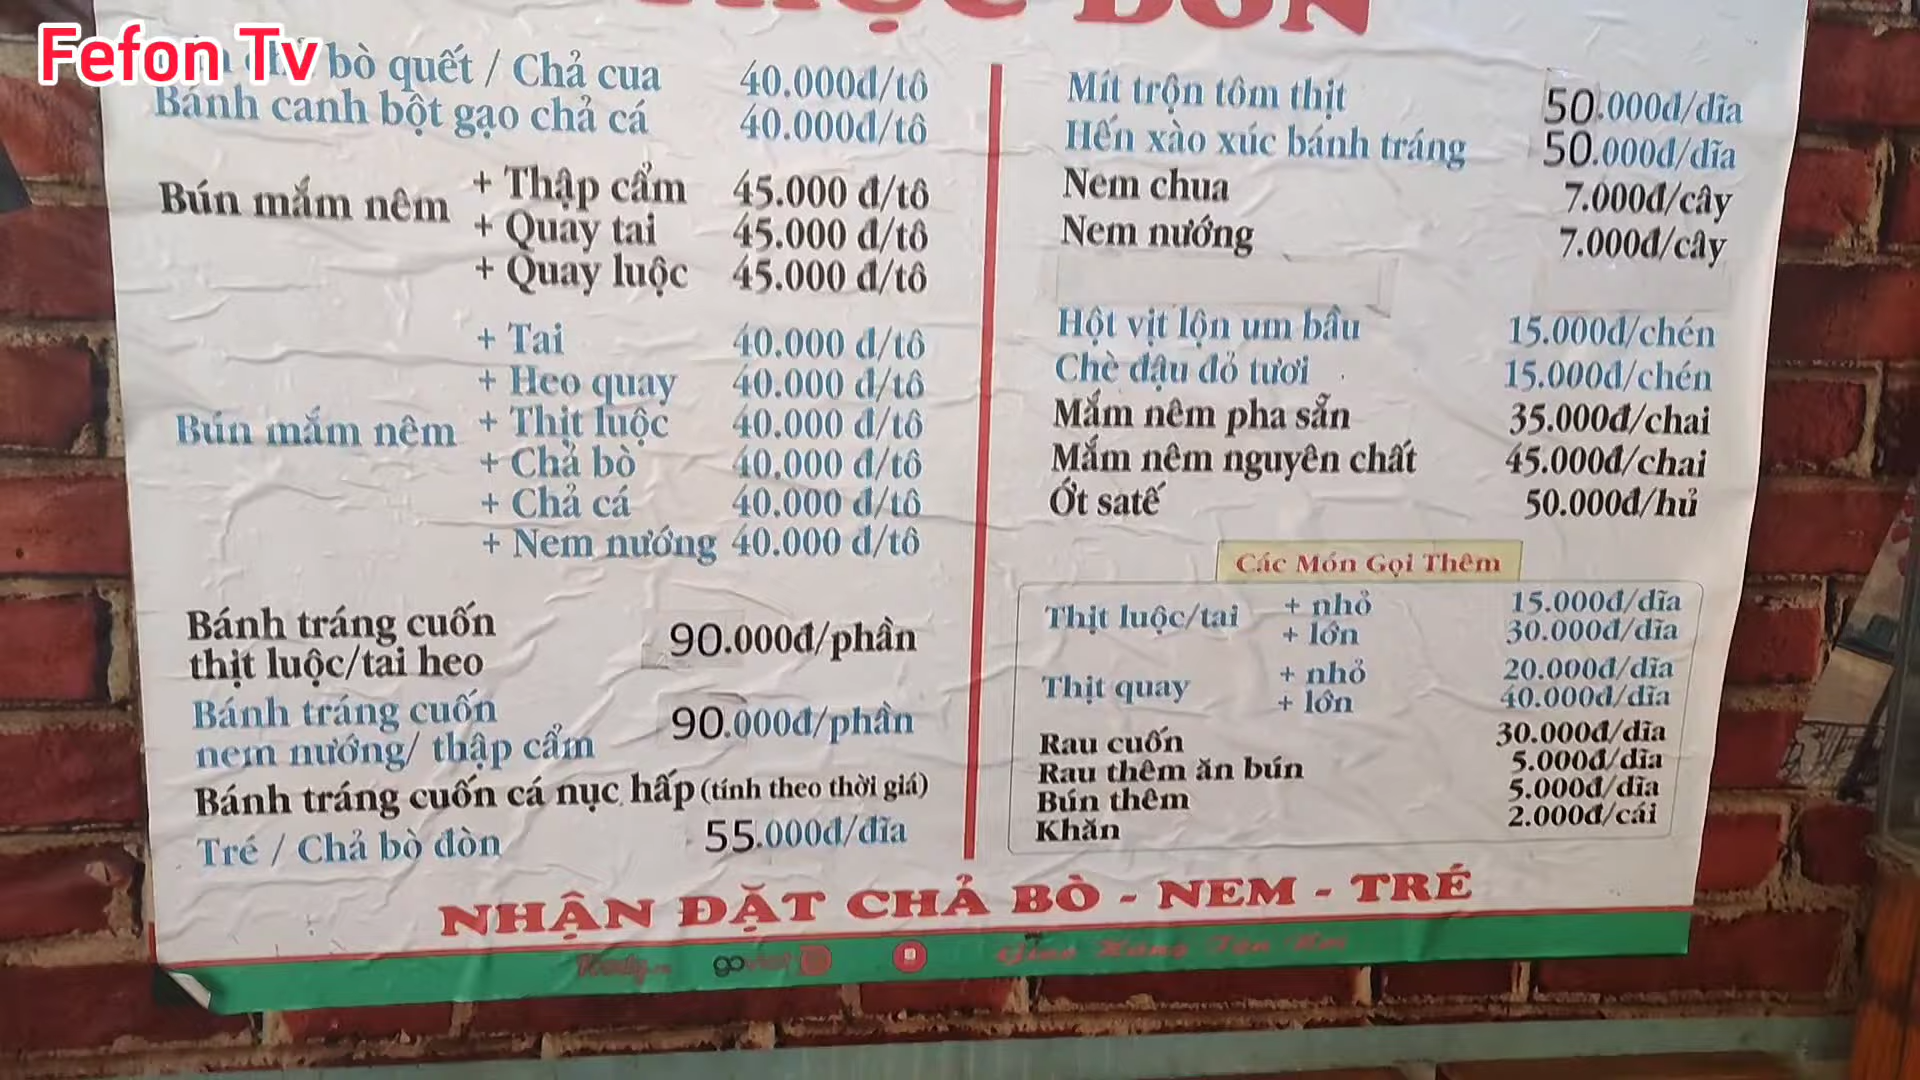 Fefon Tv
THỰC ĐƠN
bò quết / Chả cua 40.000đ/tô
Bánh canh bột gạo chả cá 40.000đ/tô
Bún mắm nêm + Thập cẩm 45.000 đ/tô
+ Quay tai 45.000 đ/tô
+ Quay luộc 45.000 đ/tô
Bún mắm nêm + Tai 40.000 đ/tô
+ Heo quay 40.000 đ/tô
+ Thịt luộc 40.000 đ/tô
+ Chả bò 40.000 đ/tô
+ Chả cá 40.000 đ/tô
+ Nem nướng 40.000 đ/tô
Bánh tráng cuốn
thịt luộc/tai heo 90.000đ/phần
Bánh tráng cuốn
nem nướng/ thập cẩm 90.000đ/phần
Bánh tráng cuốn cá nục hấp (tính theo thời giá)
Tré / Chả bò đòn 55.000đ/đĩa
Mít trộn tôm thịt 50.000đ/dĩa
Hến xào xúc bánh tráng 50.000đ/dĩa
Nem chua 7.000đ/cây
Nem nướng 7.000đ/cây
Hột vịt lộn um bầu 15.000đ/chén
Chè đậu đỏ tươi 15.000đ/chén
Mắm nêm pha sẵn 35.000đ/chai
Mắm nêm nguyên chất 45.000đ/chai
Ớt satế 50.000đ/hủ
Các Món Gọi Thêm
Thịt luộc/tai + nhỏ 15.000đ/dĩa
+ lớn 30.000đ/dĩa
Thịt quay + nhỏ 20.000đ/dĩa
+ lớn 40.000đ/dĩa
Rau cuốn 30.000đ/dĩa
Rau thêm ăn bún 5.000đ/dĩa
Bún thêm 5.000đ/dĩa
Khăn 2.000đ/cái
NHẬN ĐẶT CHẢ BÒ - NEM - TRÉ
Giao Hàng Tận Nơi